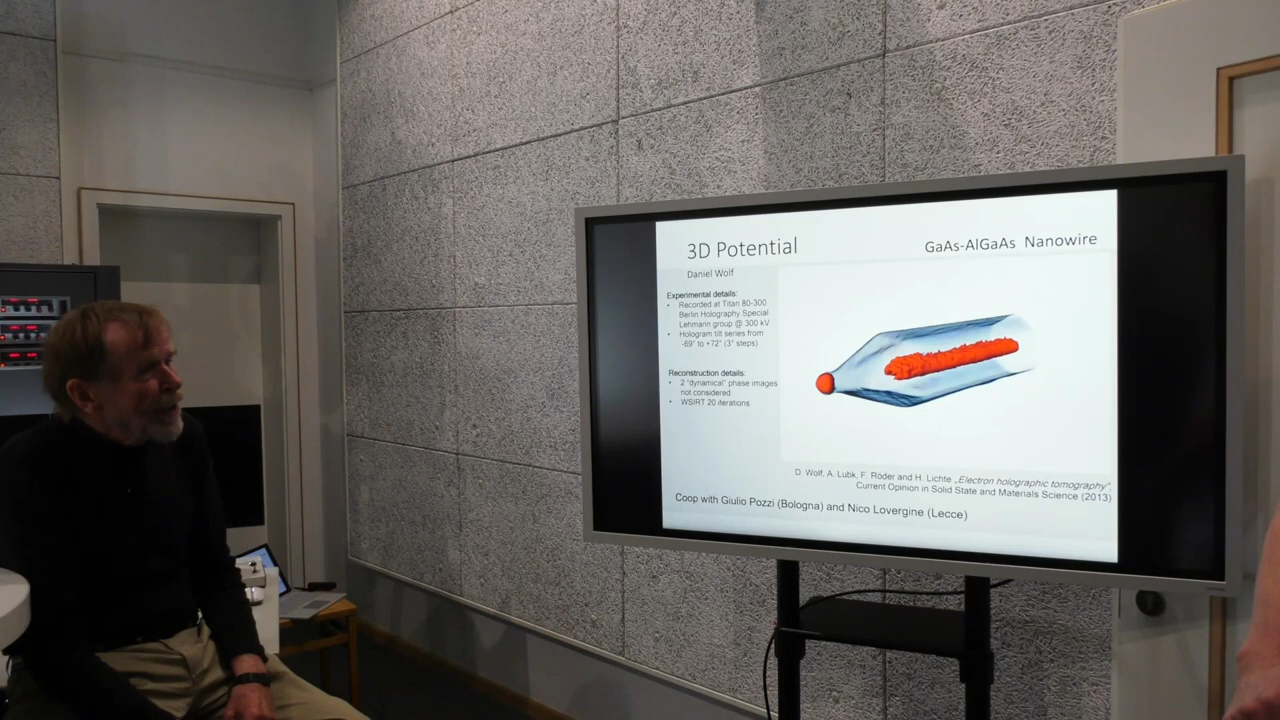 3D Potential
GaAs-AlGaAs Nanowire
Daniel Wolf
Experimental details:
• Recorded at Titan 80-300
Berlin Holography Special
Lehmann group @ 300 kV
• Hologram tilt series from
-69° to +72° (3° steps)
Reconstruction details:
• 2 "dynamical" phase images
not considered
• WSIRT 20 iterations
D. Wolf, A. Lubk, F. Röder and H. Lichte „Electron holographic tomography",
Current Opinion in Solid State and Materials Science (2013)
Coop with Giulio Pozzi (Bologna) and Nico Lovergine (Lecce)